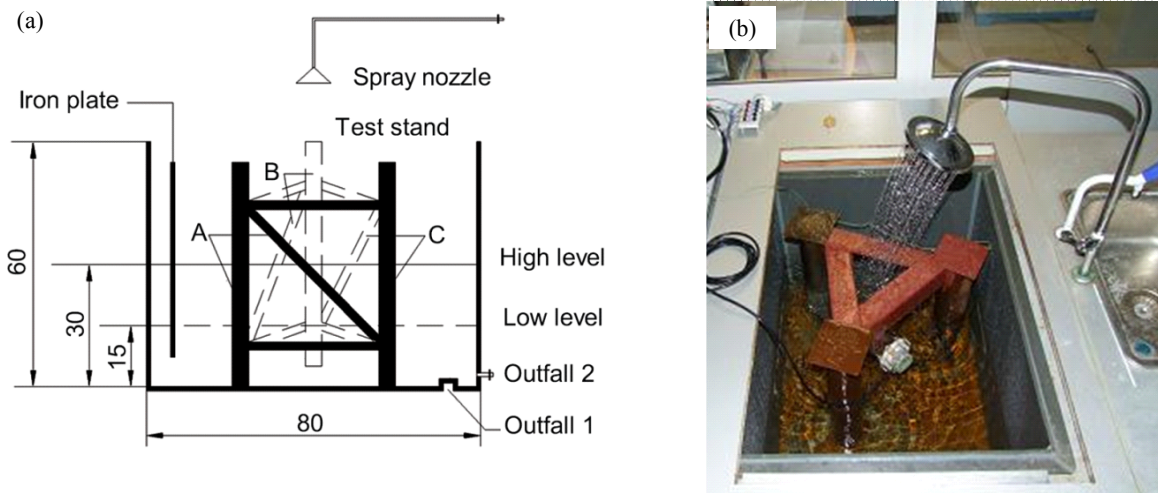 (a)
Spray nozzle
Iron plate
Test stand
B
A
C
60
High level
30
Low level
15
Outfall 2
80
Outfall 1
(b)